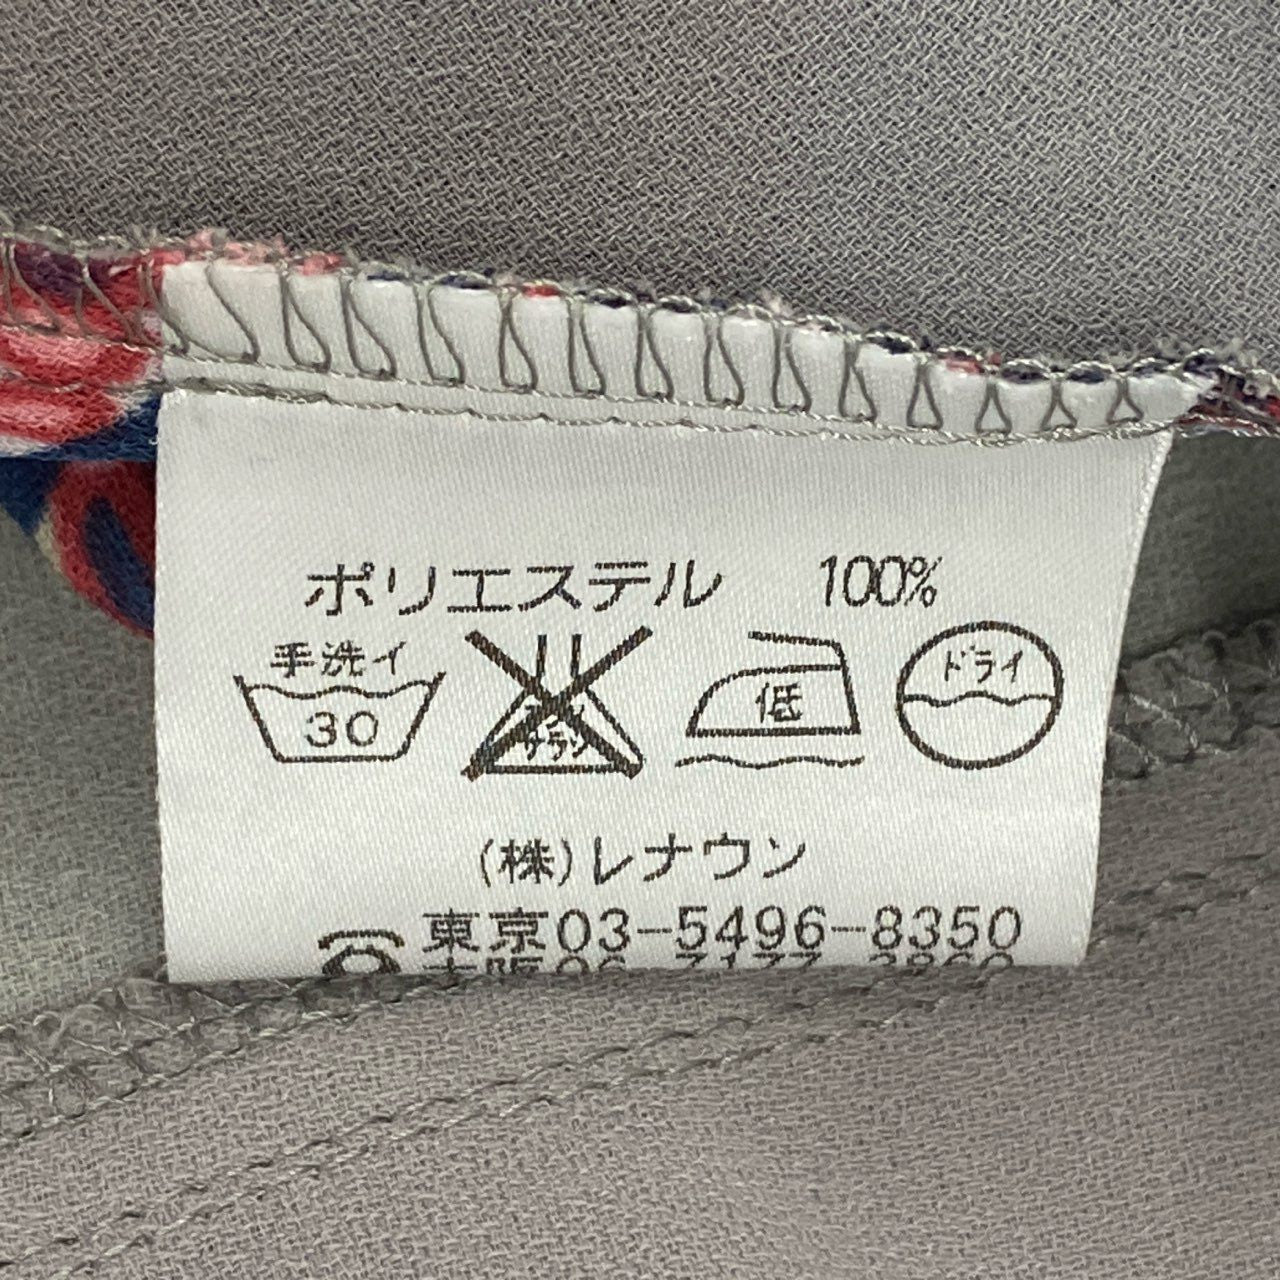 ポリエステル 100%
手洗イ
30
低
ドライ
(株)レナウン
東京03-5496-8350